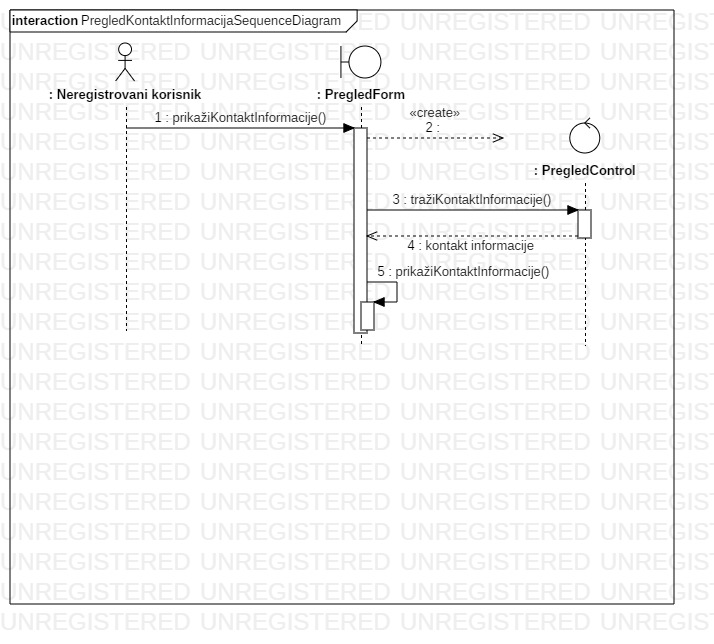 interaction PregledKontaktInformacijaSequenceDiagram
: Neregistrovani korisnik
: PregledForm
: PregledControl
1 : prikažiKontaktInformacije()
«create»
2 :
3 : tražiKontaktInformacije()
4 : kontakt informacije
5 : prikažiKontaktInformacije()
UNREGISTERED